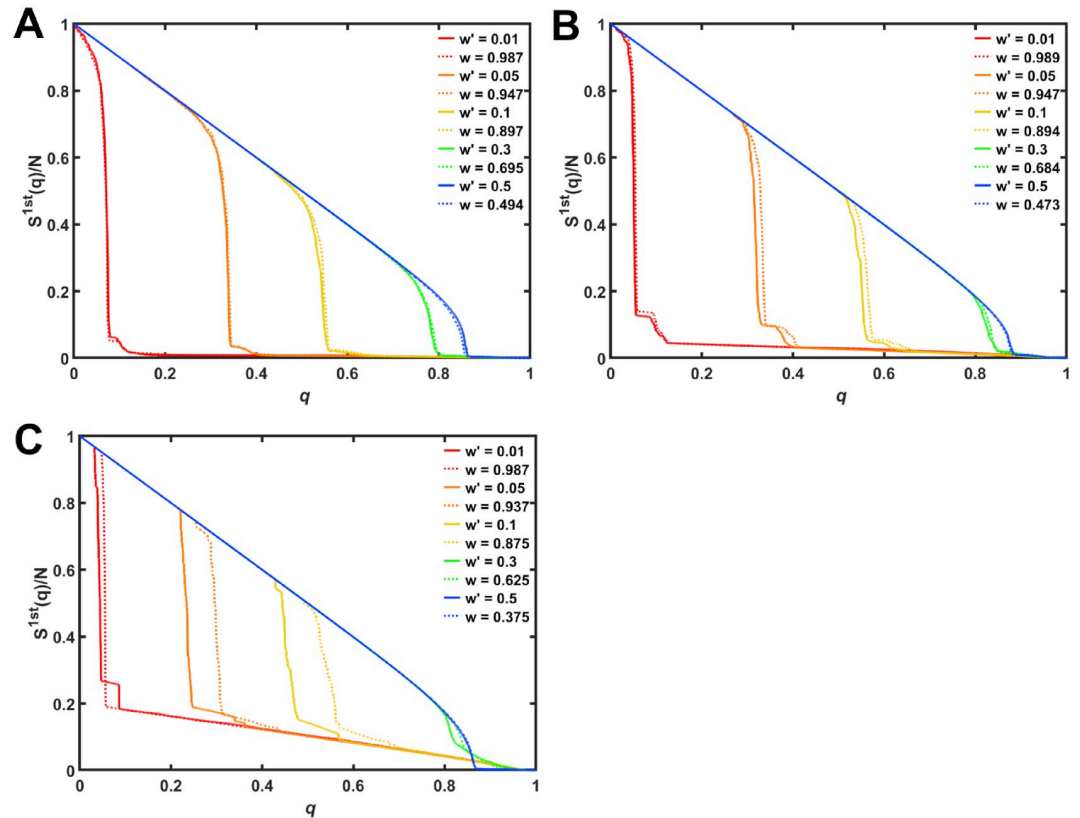 A
S^1st(q)/N
1
0.8
0.6
0.4
0.2
0
0 0.2 0.4 0.6 0.8 1
q
w' = 0.01
w = 0.987
w' = 0.05
w = 0.947
w' = 0.1
w = 0.897
w' = 0.3
w = 0.695
w' = 0.5
w = 0.494
B
S^1st(q)/N
1
0.8
0.6
0.4
0.2
0
0 0.2 0.4 0.6 0.8 1
q
w' = 0.01
w = 0.989
w' = 0.05
w = 0.947
w' = 0.1
w = 0.894
w' = 0.3
w = 0.684
w' = 0.5
w = 0.473
C
S^1st(q)/N
1
0.8
0.6
0.4
0.2
0
0 0.2 0.4 0.6 0.8 1
q
w' = 0.01
w = 0.987
w' = 0.05
w = 0.937
w' = 0.1
w = 0.875
w' = 0.3
w = 0.625
w' = 0.5
w = 0.375